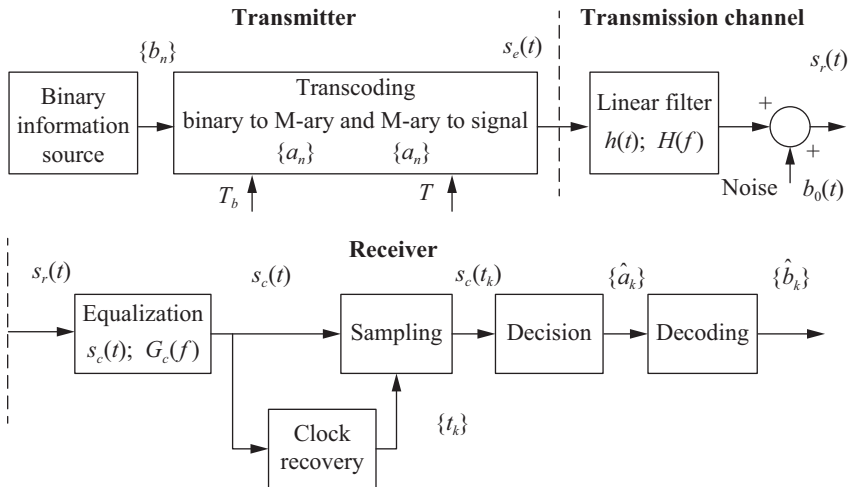 Transmitter
Transmission channel
{b_n}
s_e(t)
s_r(t)
Binary
information
source
Transcoding
binary to M-ary and M-ary to signal
{a_n} {a_n}
Linear filter
h(t); H(f)
+
+
T_b
T
Noise
b_0(t)
Receiver
s_r(t)
s_c(t)
s_c(t_k)
{â_k}
{b̂_k}
Equalization
s_c(t); G_c(f)
Sampling
Decision
Decoding
Clock
recovery
{t_k}